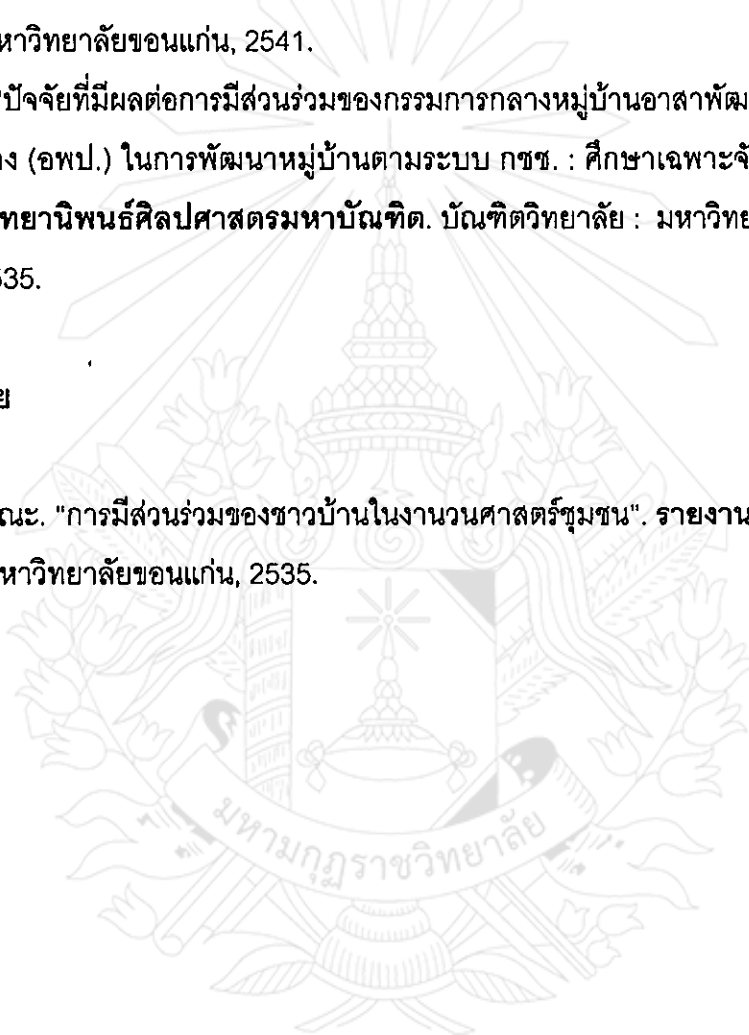 หาวิทยาลัยขอนแก่น, 2541.
"ปัจจัยที่มีผลต่อการมีส่วนร่วมของกรรมการกลางหมู่บ้านอาสาพัฒ
ง (อพป.) ในการพัฒนาหมู่บ้านตามระบบ กชช. : ศึกษาเฉพาะจั
ทยานิพนธ์ศิลปศาสตรมหาบัณฑิต. บัณฑิตวิทยาลัย : มหาวิทย
535.
ย
ณะ. "การมีส่วนร่วมของชาวบ้านในงานวนศาสตร์ชุมชน". รายงาน
หาวิทยาลัยขอนแก่น, 2535.
มหามกุฏราชวิทยาลัย